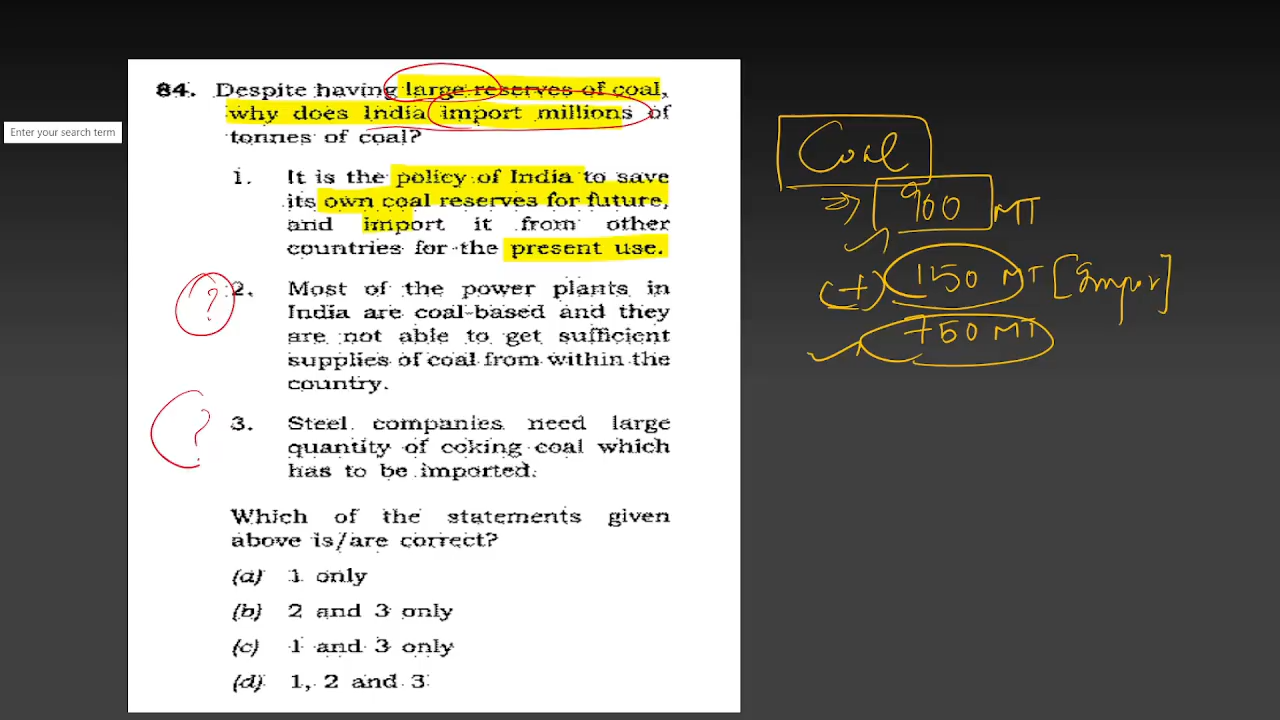 84. Despite having large reserves of coal,
why does India import millions of
tonnes of coal?
Enter your search term
1. It is the policy of India to save
its own coal reserves for future,
and import it from other
countries for the present use.
2. Most of the power plants in
India are coal-based and they
are not able to get sufficient
supplies of coal from within the
country.
3. Steel companies need large
quantity of coking coal which
has to be imported.
Which of the statements given
above is/are correct?
(a) 1 only
(b) 2 and 3 only
(c) 1 and 3 only
(d) 1, 2 and 3
?
?
Coal
⇒ 900 MT
(+) 150 MT [Impor]
750 MT